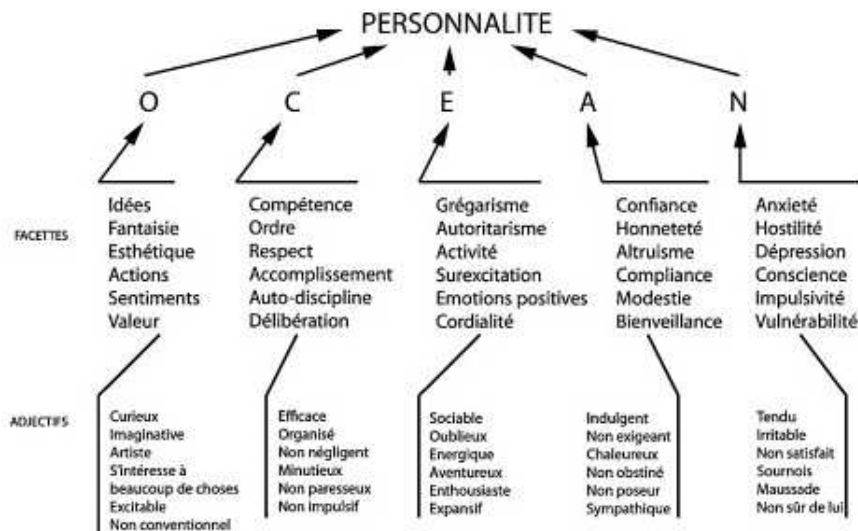 PERSONNALITE
O
C
E
A
N
FACETTES
Idées
Fantaisie
Esthétique
Actions
Sentiments
Valeur
Compétence
Ordre
Respect
Accomplissement
Auto-discipline
Délibération
Grégarisme
Autoritarisme
Activité
Surexcitation
Emotions positives
Cordialité
Confiance
Honneteté
Altruisme
Compliance
Modestie
Bienveillance
Anxieté
Hostilité
Dépression
Conscience
Impulsivité
Vulnérabilité
ADJECTIFS
Curieux
Imaginative
Artiste
S'intéresse à
beaucoup de choses
Excitable
Non conventionnel
Efficace
Organisé
Non négligent
Minutieux
Non paresseux
Non impulsif
Sociable
Oublieux
Energique
Aventureux
Enthousiaste
Expansif
Indulgent
Non exigeant
Chaleureux
Non obstiné
Non poseur
Sympathique
Tendu
Irritable
Non satisfait
Sournois
Maussade
Non sûr de lui